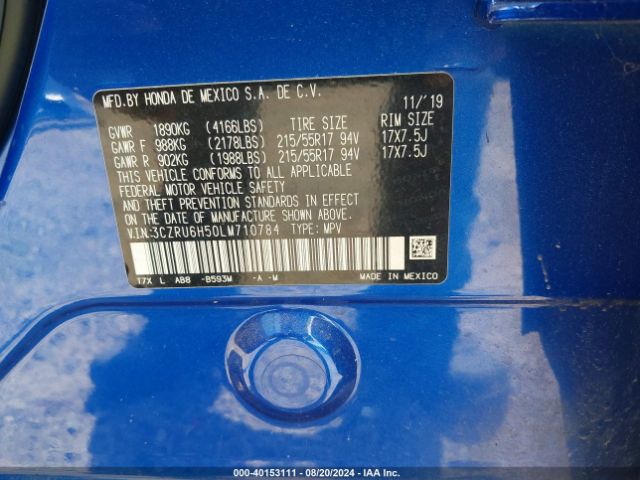 MFD.BY HONDA DE MEXICO S.A. DE C.V.
11/'19
GVWR 1890KG (4166LBS) TIRE SIZE RIM SIZE
GAWR F 988KG (2178LBS) 215/55R17 94V 17X7.5J
GAWR R 902KG (1988LBS) 215/55R17 94V 17X7.5J
THIS VEHICLE CONFORMS TO ALL APPLICABLE
FEDERAL MOTOR VEHICLE SAFETY
AND THEFT PREVENTION STANDARDS IN EFFECT
ON THE DATE OF MANUFACTURE SHOWN ABOVE.
V.I.N.:3CZRU6H50LM710784 TYPE: MPV
17X L AB8 -B593M -A -M MADE IN MEXICO
000-40153111 - 08/20/2024 - IAA Inc.